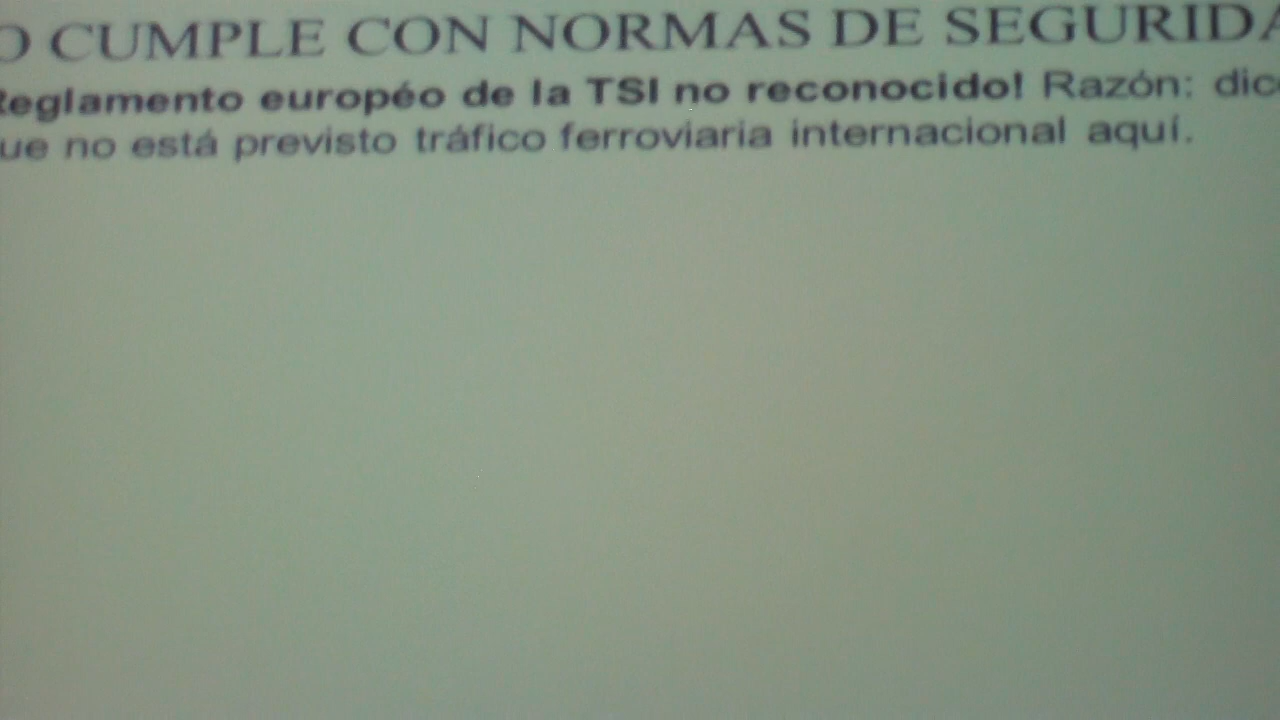 O CUMPLE CON NORMAS DE SEGURIDA
Reglamento européo de la TSI no reconocido! Razón: dic
ue no está previsto tráfico ferroviaria internacional aquí.